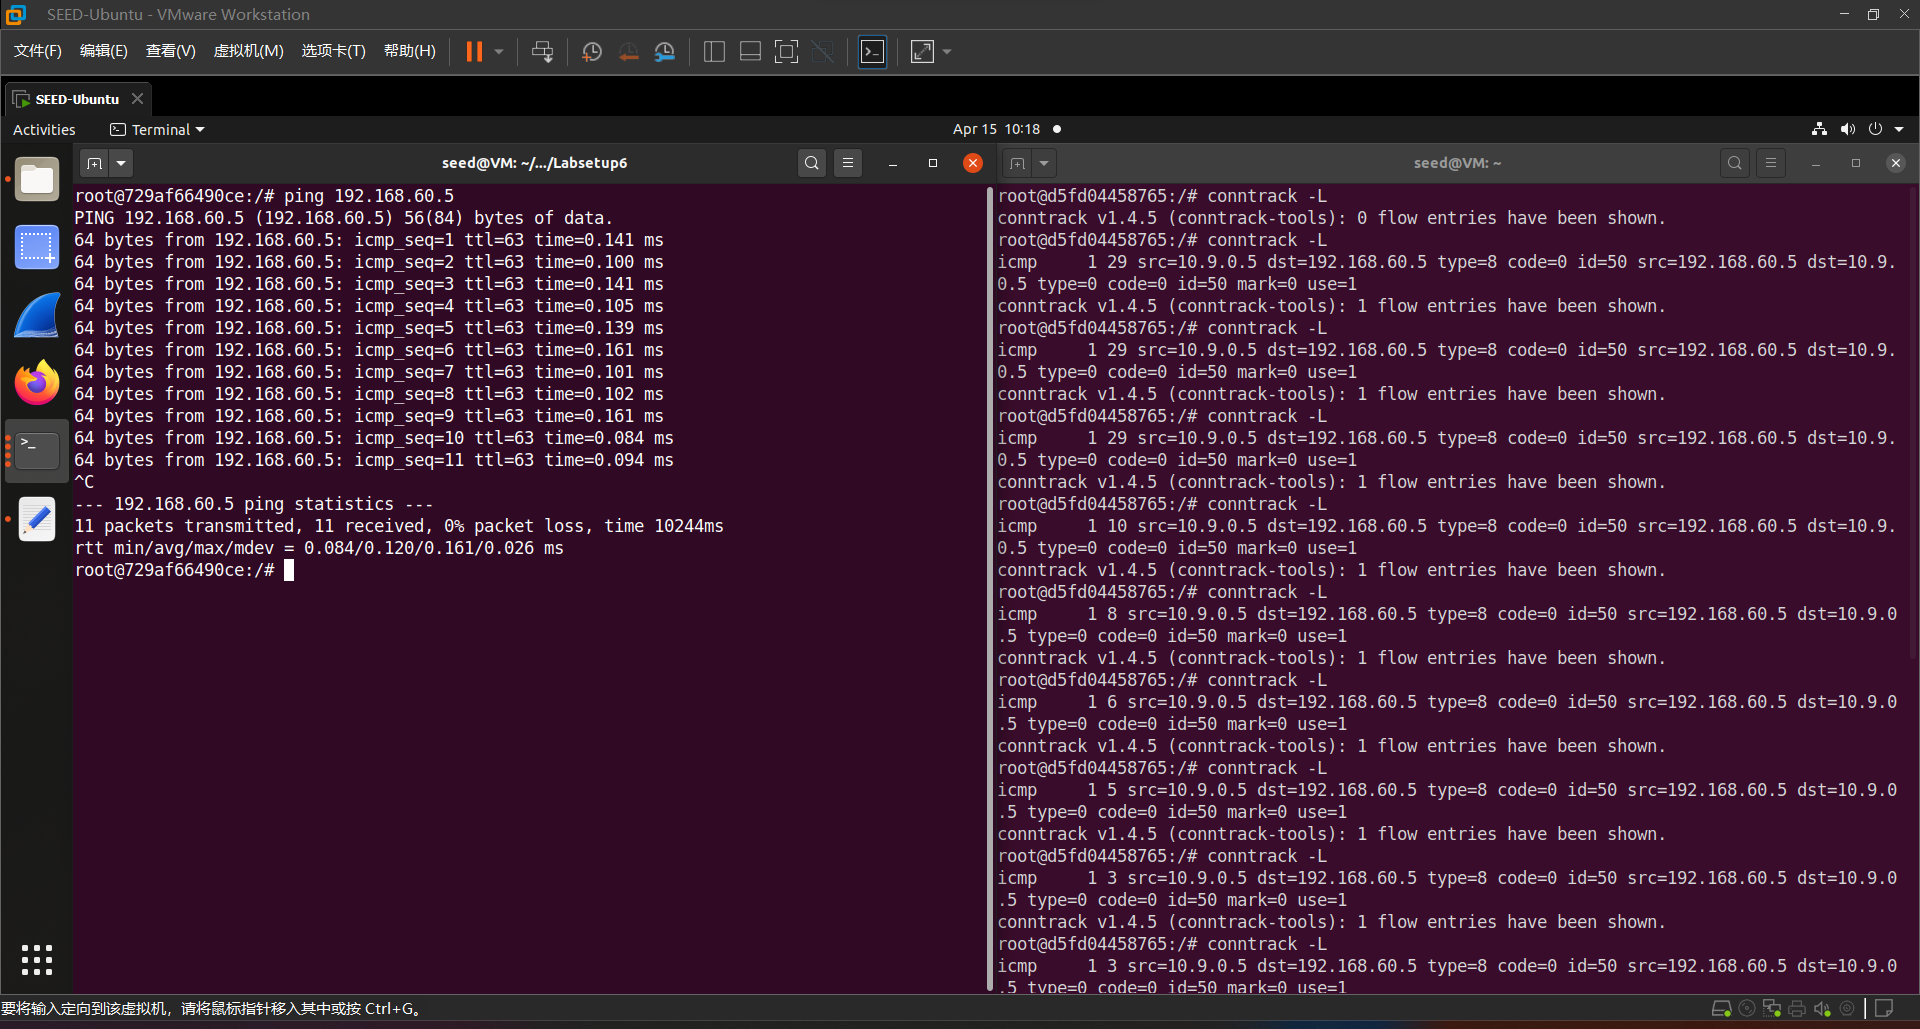 SEED-Ubuntu - VMware Workstation
文件(F) 编辑(E) 查看(V) 虚拟机(M) 选项卡(T) 帮助(H)
SEED-Ubuntu
Activities Terminal Apr 15 10:18
seed@VM: ~/.../Labsetup6
root@729af66490ce:/# ping 192.168.60.5
PING 192.168.60.5 (192.168.60.5) 56(84) bytes of data.
64 bytes from 192.168.60.5: icmp_seq=1 ttl=63 time=0.141 ms
64 bytes from 192.168.60.5: icmp_seq=2 ttl=63 time=0.100 ms
64 bytes from 192.168.60.5: icmp_seq=3 ttl=63 time=0.141 ms
64 bytes from 192.168.60.5: icmp_seq=4 ttl=63 time=0.105 ms
64 bytes from 192.168.60.5: icmp_seq=5 ttl=63 time=0.139 ms
64 bytes from 192.168.60.5: icmp_seq=6 ttl=63 time=0.161 ms
64 bytes from 192.168.60.5: icmp_seq=7 ttl=63 time=0.101 ms
64 bytes from 192.168.60.5: icmp_seq=8 ttl=63 time=0.102 ms
64 bytes from 192.168.60.5: icmp_seq=9 ttl=63 time=0.161 ms
64 bytes from 192.168.60.5: icmp_seq=10 ttl=63 time=0.084 ms
64 bytes from 192.168.60.5: icmp_seq=11 ttl=63 time=0.094 ms
^C
--- 192.168.60.5 ping statistics ---
11 packets transmitted, 11 received, 0% packet loss, time 10244ms
rtt min/avg/max/mdev = 0.084/0.120/0.161/0.026 ms
root@729af66490ce:/#
seed@VM: ~
root@d5fd04458765:/# conntrack -L
conntrack v1.4.5 (conntrack-tools): 0 flow entries have been shown.
root@d5fd04458765:/# conntrack -L
icmp     1 29 src=10.9.0.5 dst=192.168.60.5 type=8 code=0 id=50 src=192.168.60.5 dst=10.9.
0.5 type=0 code=0 id=50 mark=0 use=1
conntrack v1.4.5 (conntrack-tools): 1 flow entries have been shown.
root@d5fd04458765:/# conntrack -L
icmp     1 29 src=10.9.0.5 dst=192.168.60.5 type=8 code=0 id=50 src=192.168.60.5 dst=10.9.
0.5 type=0 code=0 id=50 mark=0 use=1
conntrack v1.4.5 (conntrack-tools): 1 flow entries have been shown.
root@d5fd04458765:/# conntrack -L
icmp     1 29 src=10.9.0.5 dst=192.168.60.5 type=8 code=0 id=50 src=192.168.60.5 dst=10.9.
0.5 type=0 code=0 id=50 mark=0 use=1
conntrack v1.4.5 (conntrack-tools): 1 flow entries have been shown.
root@d5fd04458765:/# conntrack -L
icmp     1 10 src=10.9.0.5 dst=192.168.60.5 type=8 code=0 id=50 src=192.168.60.5 dst=10.9.
0.5 type=0 code=0 id=50 mark=0 use=1
conntrack v1.4.5 (conntrack-tools): 1 flow entries have been shown.
root@d5fd04458765:/# conntrack -L
icmp     1 8 src=10.9.0.5 dst=192.168.60.5 type=8 code=0 id=50 src=192.168.60.5 dst=10.9.0
.5 type=0 code=0 id=50 mark=0 use=1
conntrack v1.4.5 (conntrack-tools): 1 flow entries have been shown.
root@d5fd04458765:/# conntrack -L
icmp     1 6 src=10.9.0.5 dst=192.168.60.5 type=8 code=0 id=50 src=192.168.60.5 dst=10.9.0
.5 type=0 code=0 id=50 mark=0 use=1
conntrack v1.4.5 (conntrack-tools): 1 flow entries have been shown.
root@d5fd04458765:/# conntrack -L
icmp     1 5 src=10.9.0.5 dst=192.168.60.5 type=8 code=0 id=50 src=192.168.60.5 dst=10.9.0
.5 type=0 code=0 id=50 mark=0 use=1
conntrack v1.4.5 (conntrack-tools): 1 flow entries have been shown.
root@d5fd04458765:/# conntrack -L
icmp     1 3 src=10.9.0.5 dst=192.168.60.5 type=8 code=0 id=50 src=192.168.60.5 dst=10.9.0
.5 type=0 code=0 id=50 mark=0 use=1
conntrack v1.4.5 (conntrack-tools): 1 flow entries have been shown.
root@d5fd04458765:/# conntrack -L
icmp     1 3 src=10.9.0.5 dst=192.168.60.5 type=8 code=0 id=50 src=192.168.60.5 dst=10.9.0
.5 type=0 code=0 id=50 mark=0 use=1
要将输入定向到该虚拟机，请将鼠标指针移入其中或按 Ctrl+G。